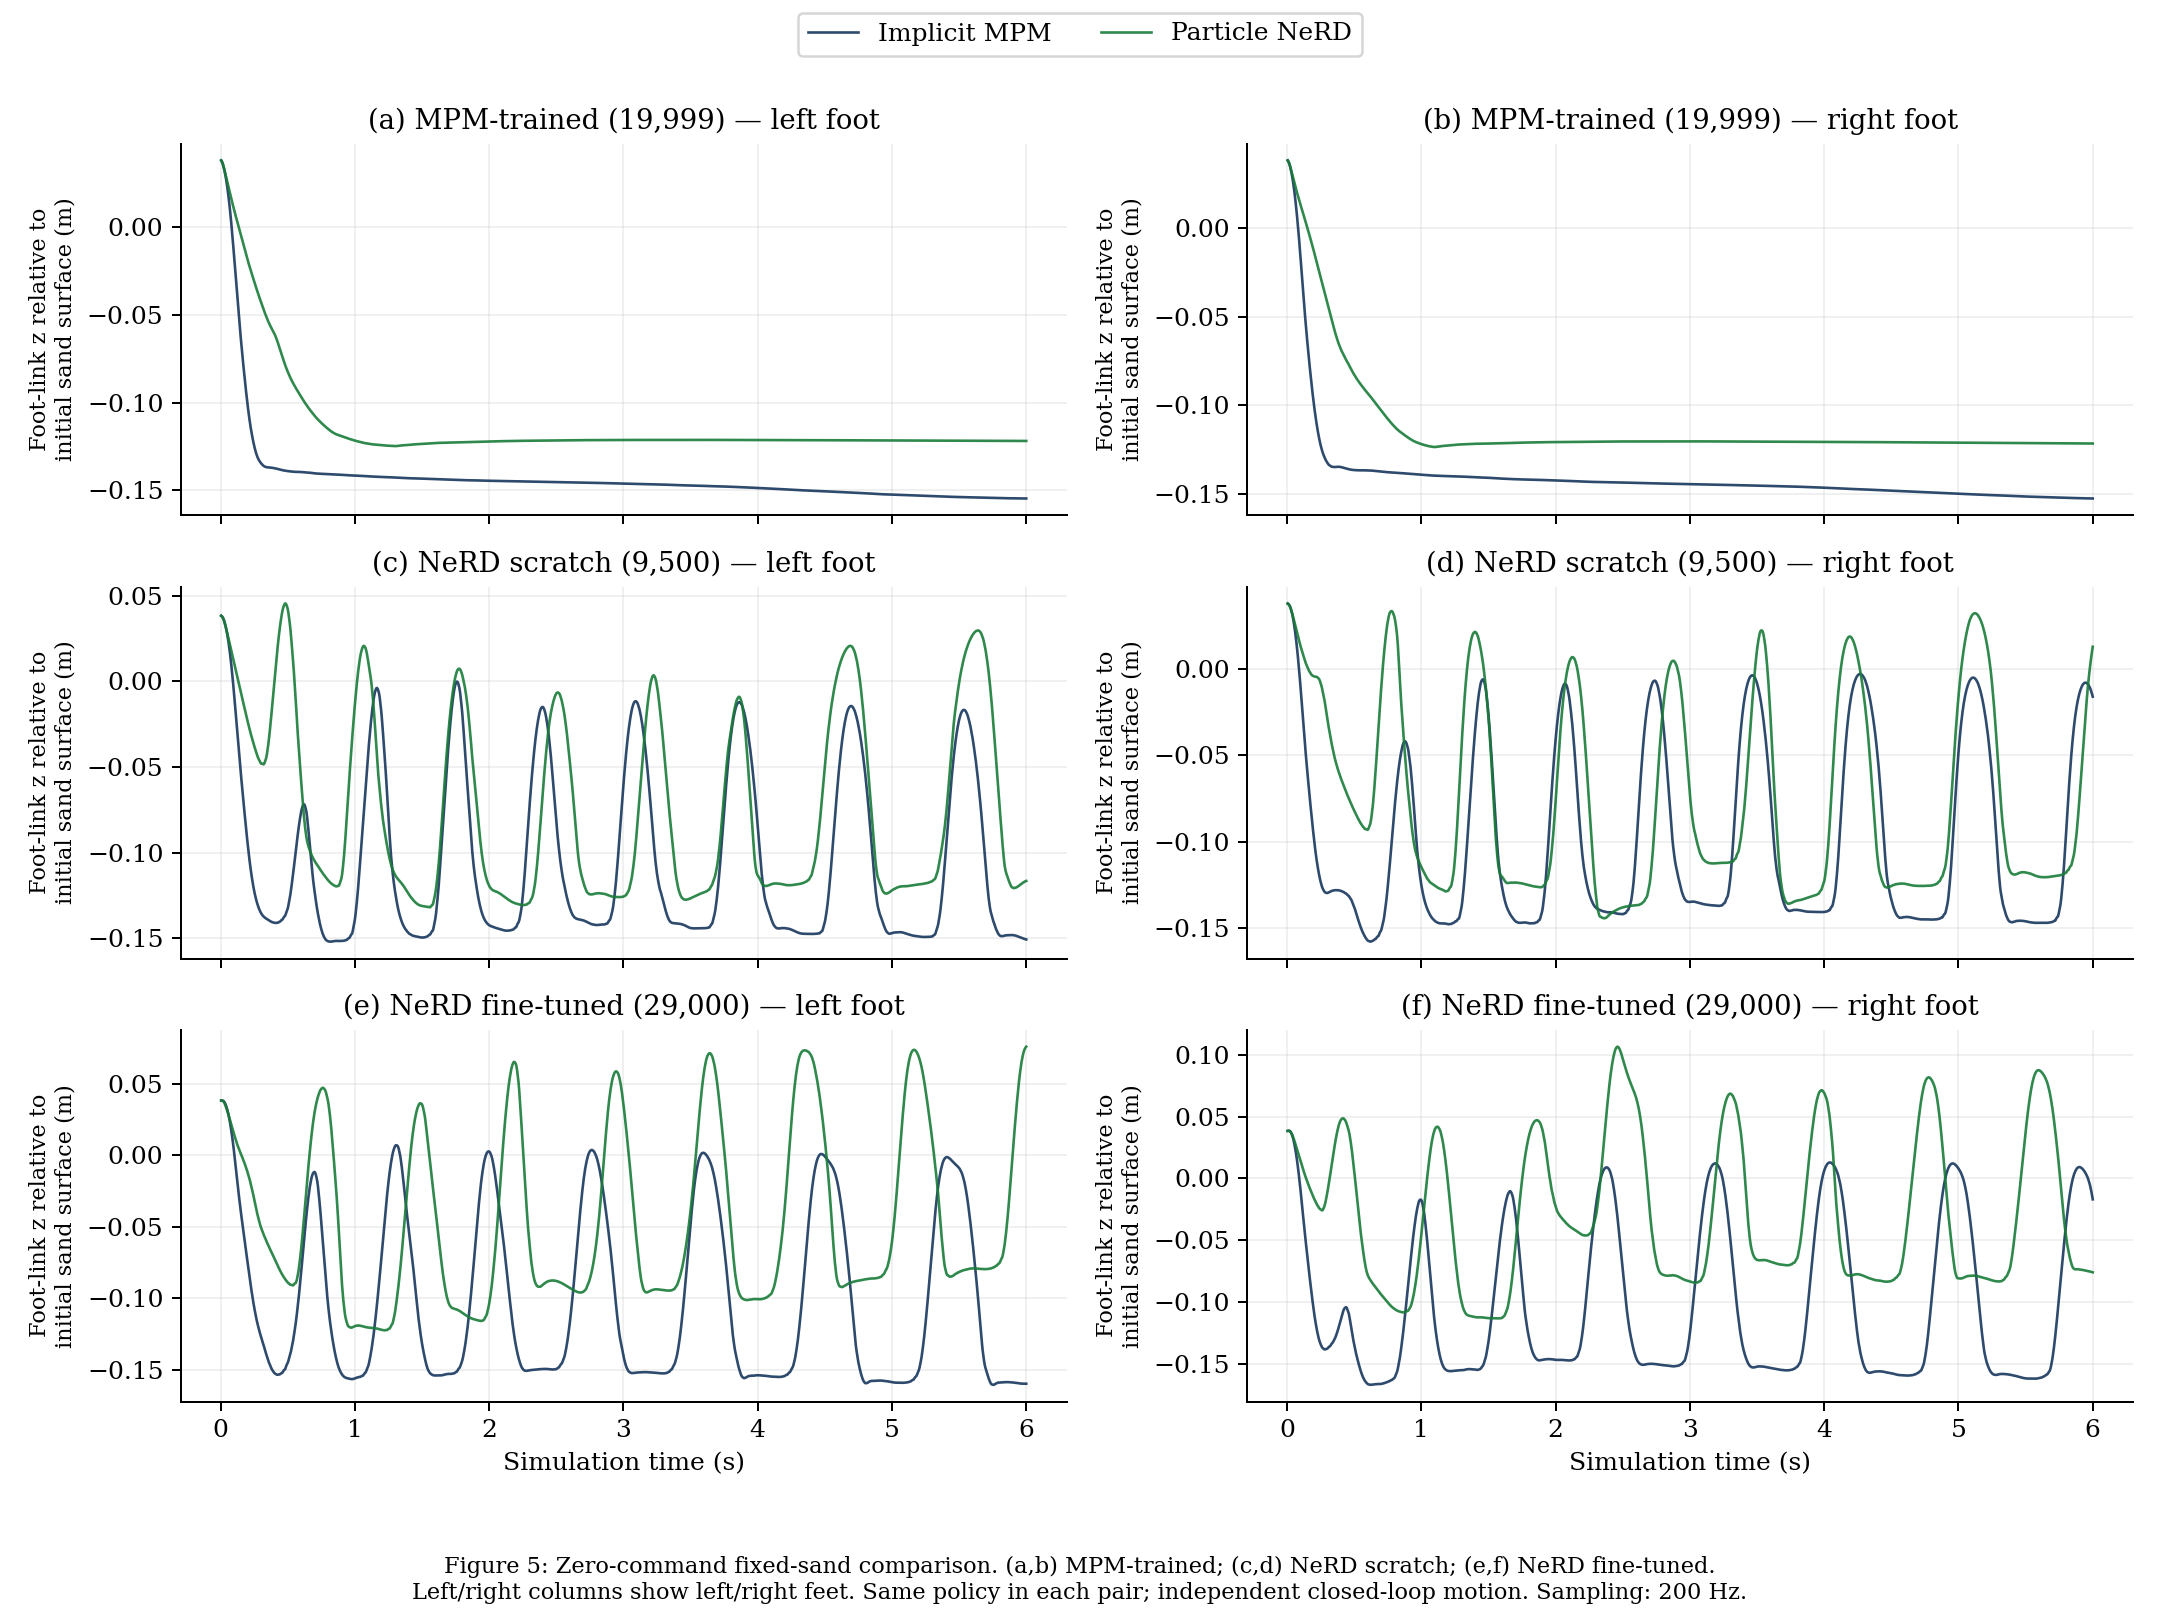 Implicit MPM
Particle NeRD
(a) MPM-trained (19,999) — left foot
Foot-link z relative to
initial sand surface (m)
0.00
−0.05
−0.10
−0.15
(b) MPM-trained (19,999) — right foot
Foot-link z relative to
initial sand surface (m)
0.00
−0.05
−0.10
−0.15
(c) NeRD scratch (9,500) — left foot
Foot-link z relative to
initial sand surface (m)
0.05
0.00
−0.05
−0.10
−0.15
(d) NeRD scratch (9,500) — right foot
Foot-link z relative to
initial sand surface (m)
0.00
−0.05
−0.10
−0.15
(e) NeRD fine-tuned (29,000) — left foot
Foot-link z relative to
initial sand surface (m)
0.05
0.00
−0.05
−0.10
−0.15
0 1 2 3 4 5 6
Simulation time (s)
(f) NeRD fine-tuned (29,000) — right foot
Foot-link z relative to
initial sand surface (m)
0.10
0.05
0.00
−0.05
−0.10
−0.15
0 1 2 3 4 5 6
Simulation time (s)
Figure 5: Zero-command fixed-sand comparison. (a,b) MPM-trained; (c,d) NeRD scratch; (e,f) NeRD fine-tuned.
Left/right columns show left/right feet. Same policy in each pair; independent closed-loop motion. Sampling: 200 Hz.